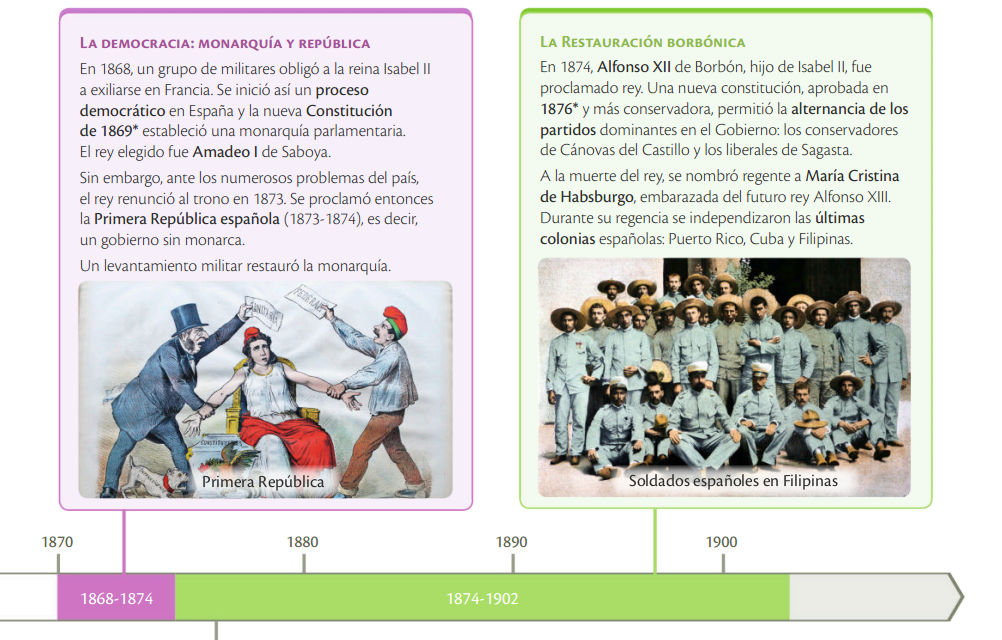 LA DEMOCRACIA: MONARQUÍA Y REPÚBLICA
En 1868, un grupo de militares obligó a la reina Isabel II
a exiliarse en Francia. Se inició así un proceso
democrático en España y la nueva Constitución
de 1869* estableció una monarquía parlamentaria.
El rey elegido fue Amadeo I de Saboya.
Sin embargo, ante los numerosos problemas del país,
el rey renunció al trono en 1873. Se proclamó entonces
la Primera República española (1873-1874), es decir,
un gobierno sin monarca.
Un levantamiento militar restauró la monarquía.
Primera República
LA RESTAURACIÓN BORBÓNICA
En 1874, Alfonso XII de Borbón, hijo de Isabel II, fue
proclamado rey. Una nueva constitución, aprobada en
1876* y más conservadora, permitió la alternancia de los
partidos dominantes en el Gobierno: los conservadores
de Cánovas del Castillo y los liberales de Sagasta.
A la muerte del rey, se nombró regente a María Cristina
de Habsburgo, embarazada del futuro rey Alfonso XIII.
Durante su regencia se independizaron las últimas
colonias españolas: Puerto Rico, Cuba y Filipinas.
Soldados españoles en Filipinas
1870
1880
1890
1900
1868-1874
1874-1902